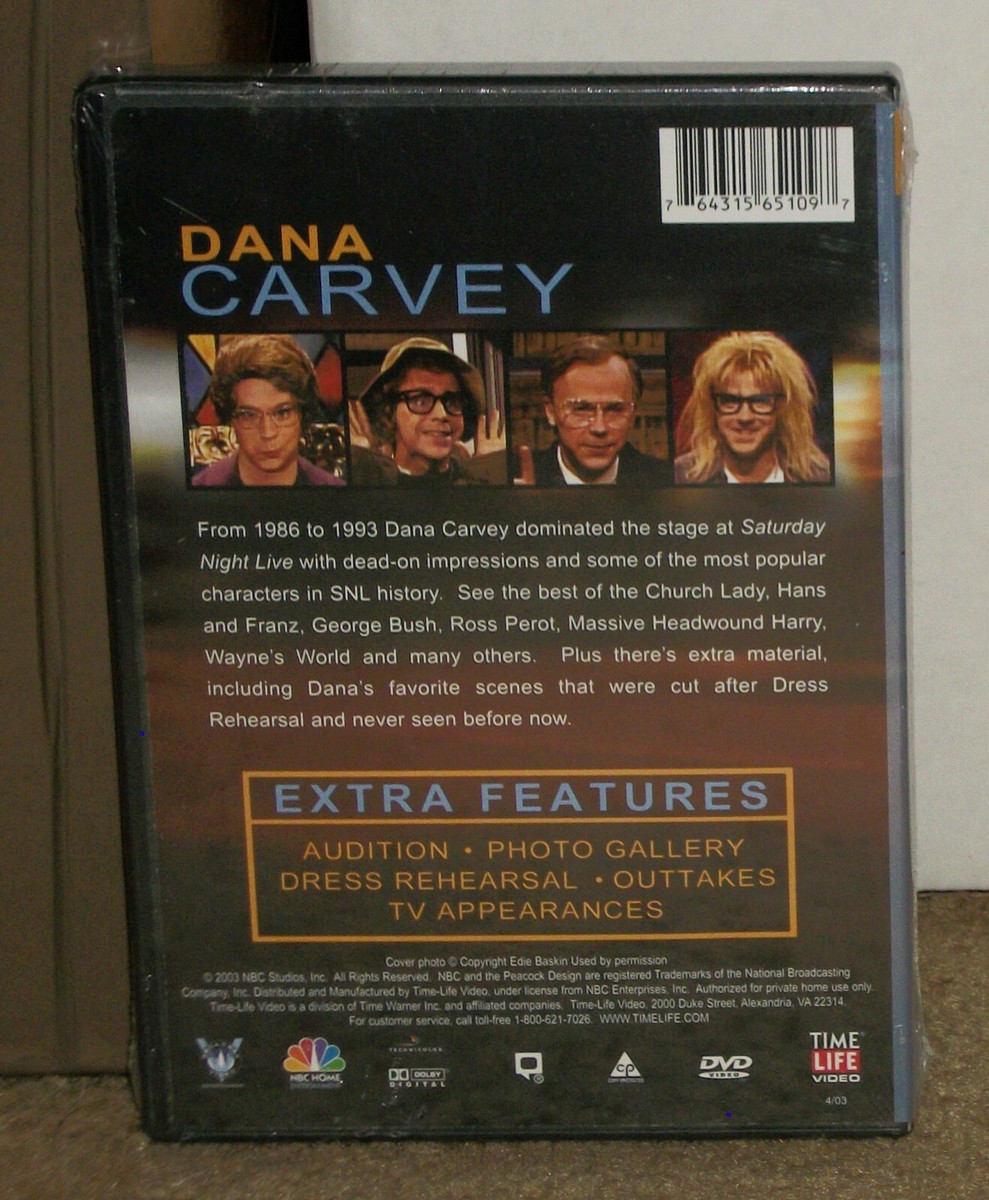 7 64315 65109 7
DANA
CARVEY
From 1986 to 1993 Dana Carvey dominated the stage at Saturday
Night Live with dead-on impressions and some of the most popular
characters in SNL history. See the best of the Church Lady, Hans
and Franz, George Bush, Ross Perot, Massive Headwound Harry,
Wayne's World and many others. Plus there's extra material,
including Dana's favorite scenes that were cut after Dress
Rehearsal and never seen before now.
EXTRA FEATURES
AUDITION • PHOTO GALLERY
DRESS REHEARSAL • OUTTAKES
TV APPEARANCES
Cover photo © Copyright Edie Baskin Used by permission
© 2003 NBC Studios, Inc. All Rights Reserved. NBC and the Peacock Design are registered Trademarks of the National Broadcasting
Company, Inc. Distributed and Manufactured by Time-Life Video, under license from NBC Enterprises, Inc. Authorized for private home use only.
Time-Life Video is a division of Time Warner Inc. and affiliated companies. Time-Life Video, 2000 Duke Street, Alexandria, VA 22314.
For customer service, call toll-free 1-800-621-7026. WWW.TIMELIFE.COM
NBC HOME
TECHNICOLOR
DOLBY
DIGITAL
®
CP
COPY PROTECTED
DVD
VIDEO
TIME
LIFE
VIDEO
4/03